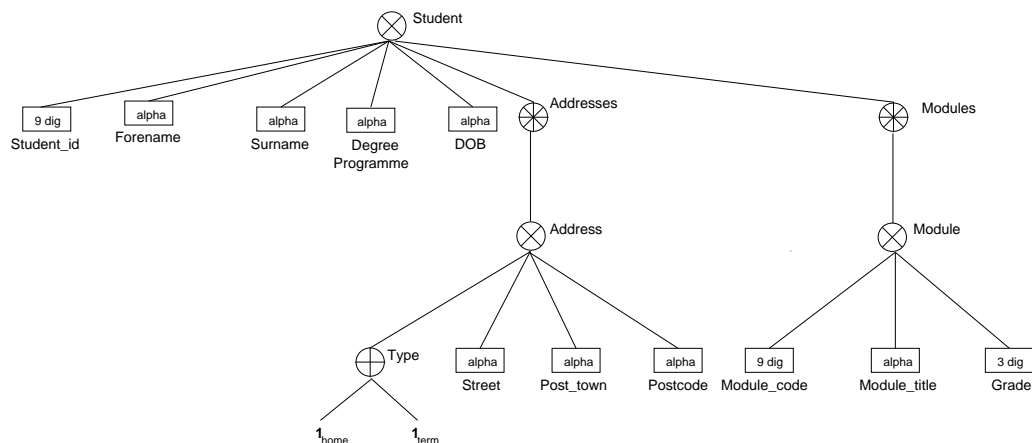 Student
9 dig
alpha
alpha
alpha
alpha
Addresses
Modules
Student_id
Forename
Surname
Degree
Programme
DOB
Address
Module
Type
alpha
alpha
alpha
9 dig
alpha
3 dig
Street
Post_town
Postcode
Module_code
Module_title
Grade
1home
1term